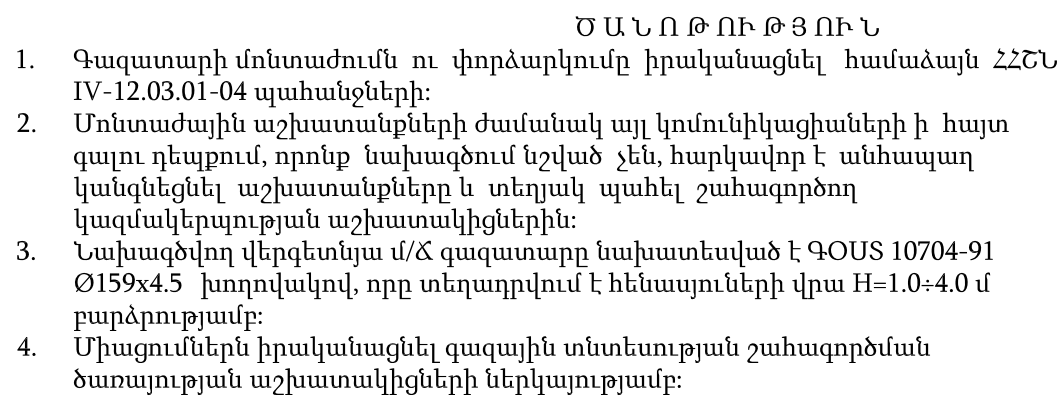 Ծ Ա Ն Ո Թ ՈՒ Թ Յ ՈՒ Ն
1. Գազատարի մոնտաժումն ու փորձարկումը իրականացնել համաձայն ՀՀՇՆ
IV-12.03.01-04 պահանջների:
2. Մոնտաժային աշխատանքների ժամանակ այլ կոմունիկացիաների ի հայտ
գալու դեպքում, որոնք նախագծում նշված չեն, հարկավոր է անհապաղ
կանգնեցնել աշխատանքները և տեղյակ պահել շահագործող
կազմակերպության աշխատակիցներին:
3. Նախագծվող վերգետնյա մ/Ճ գազատարը նախատեսված է ԳՕՍՏ 10704-91
Ø159x4.5 խողովակով, որը տեղադրվում է հենասյուների վրա H=1.0÷4.0 մ
բարձրությամբ:
4. Միացումներն իրականացնել գազային տնտեսության շահագործման
ծառայության աշխատակիցների ներկայությամբ: